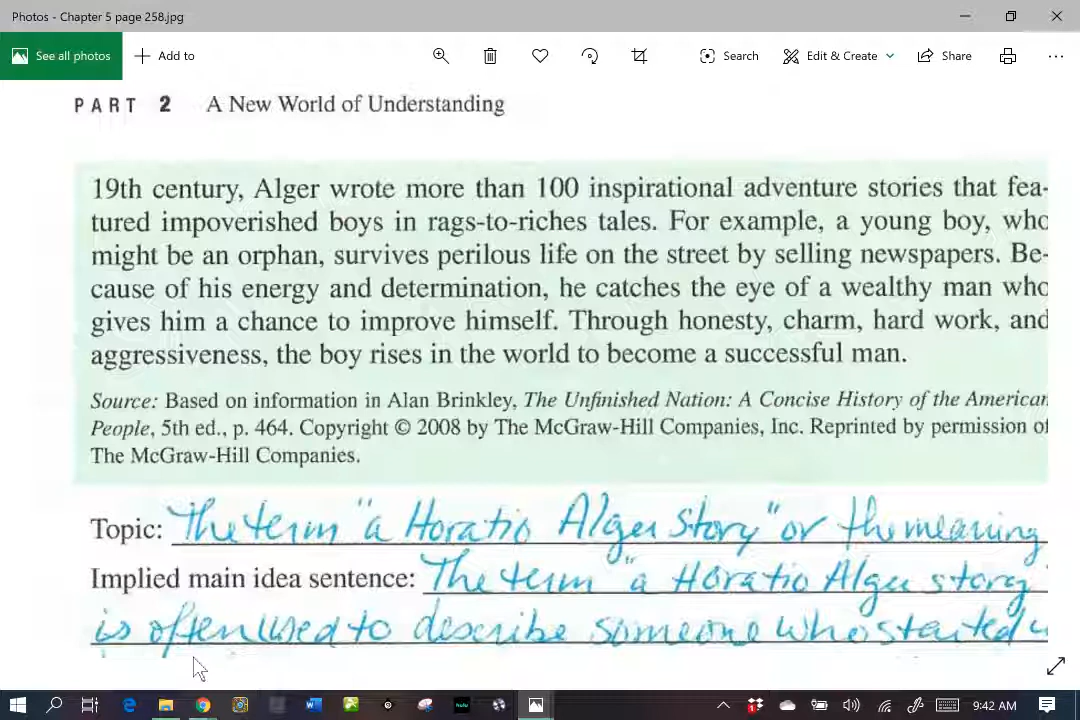 Photos - Chapter 5 page 258.jpg
See all photos Add to Search Edit & Create Share
PART 2 A New World of Understanding
19th century, Alger wrote more than 100 inspirational adventure stories that fea-
tured impoverished boys in rags-to-riches tales. For example, a young boy, who
might be an orphan, survives perilous life on the street by selling newspapers. Be-
cause of his energy and determination, he catches the eye of a wealthy man who
gives him a chance to improve himself. Through honesty, charm, hard work, and
aggressiveness, the boy rises in the world to become a successful man.
Source: Based on information in Alan Brinkley, The Unfinished Nation: A Concise History of the American
People, 5th ed., p. 464. Copyright © 2008 by The McGraw-Hill Companies, Inc. Reprinted by permission of
The McGraw-Hill Companies.
Topic: The term "a Horatio Alger Story" or the meaning
Implied main idea sentence: The term "a Horatio Alger story"
is often used to describe someone who started
hulu 1 9:42 AM